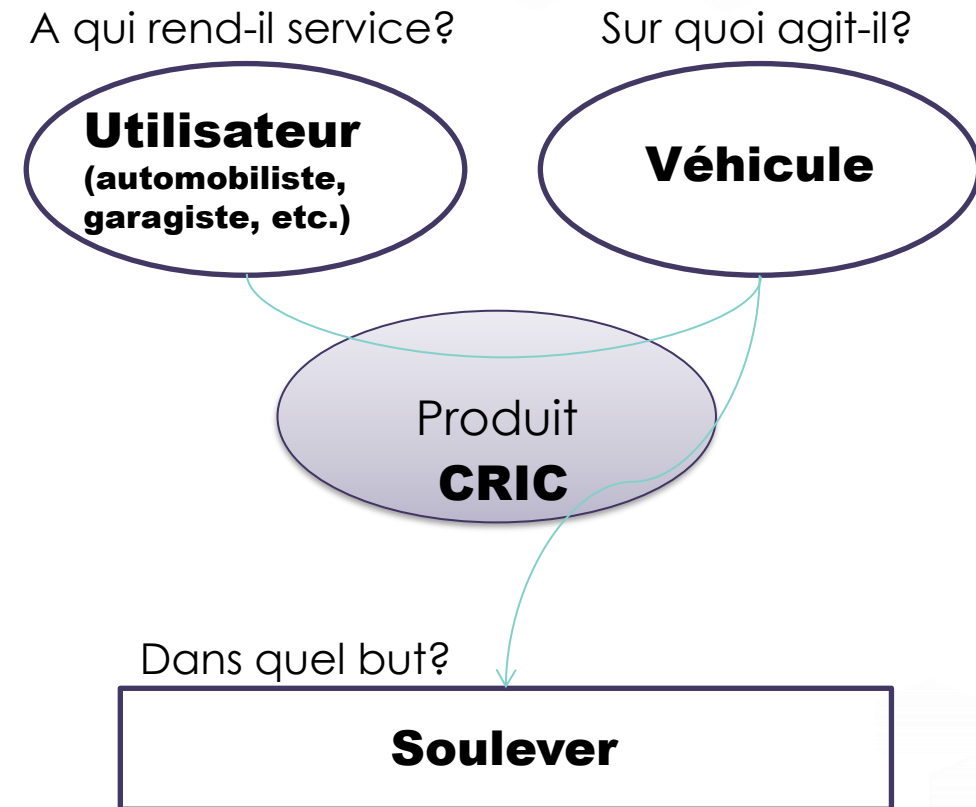 A qui rend-il service?
Sur quoi agit-il?
Utilisateur
(automobiliste,
garagiste, etc.)
Véhicule
Produit
CRIC
Dans quel but?
Soulever